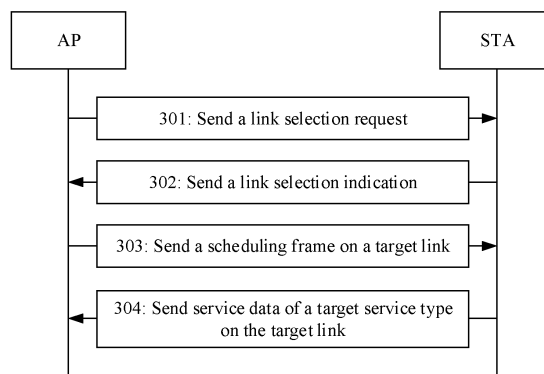 AP
STA
301: Send a link selection request
302: Send a link selection indication
303: Send a scheduling frame on a target link
304: Send service data of a target service type
on the target link